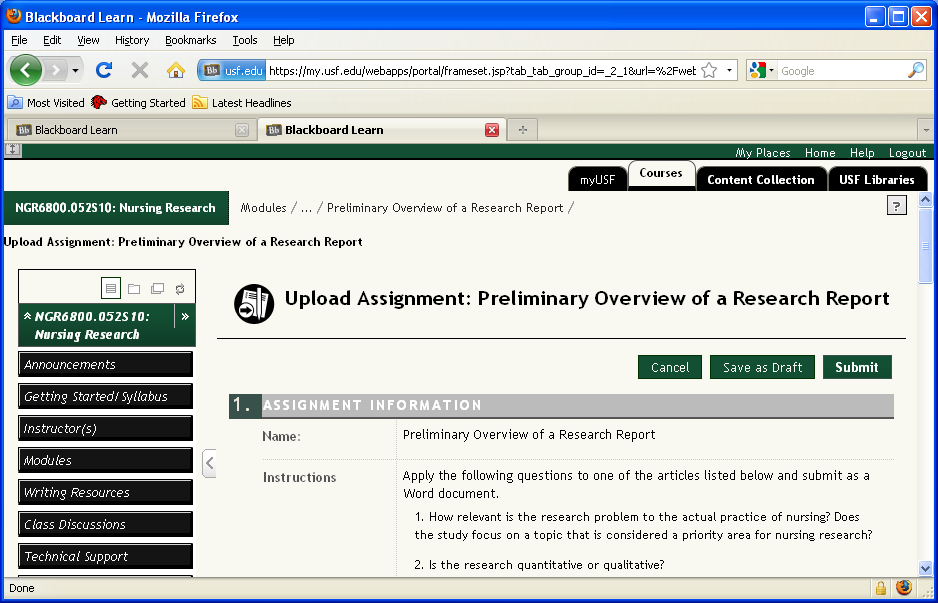 Blackboard Learn - Mozilla Firefox
File Edit View History Bookmarks Tools Help
Bb usf.edu https://my.usf.edu/webapps/portal/frameset.jsp?tab_tab_group_id=_2_1&url=%2Fwet Google
Most Visited Getting Started Latest Headlines
Bb Blackboard Learn Bb Blackboard Learn
My Places Home Help Logout
myUSF Courses Content Collection USF Libraries
NGR6800.052S10: Nursing Research Modules / ... / Preliminary Overview of a Research Report / ?
Upload Assignment: Preliminary Overview of a Research Report
Upload Assignment: Preliminary Overview of a Research Report
NGR6800.052S10:
Nursing Research
Announcements
Getting Started/Syllabus
Instructor(s)
Modules
Writing Resources
Class Discussions
Technical Support
Cancel Save as Draft Submit
1. ASSIGNMENT INFORMATION
Name: Preliminary Overview of a Research Report
Instructions Apply the following questions to one of the articles listed below and submit as a
Word document.
1. How relevant is the research problem to the actual practice of nursing? Does
the study focus on a topic that is considered a priority area for nursing research?
2. Is the research quantitative or qualitative?
Done